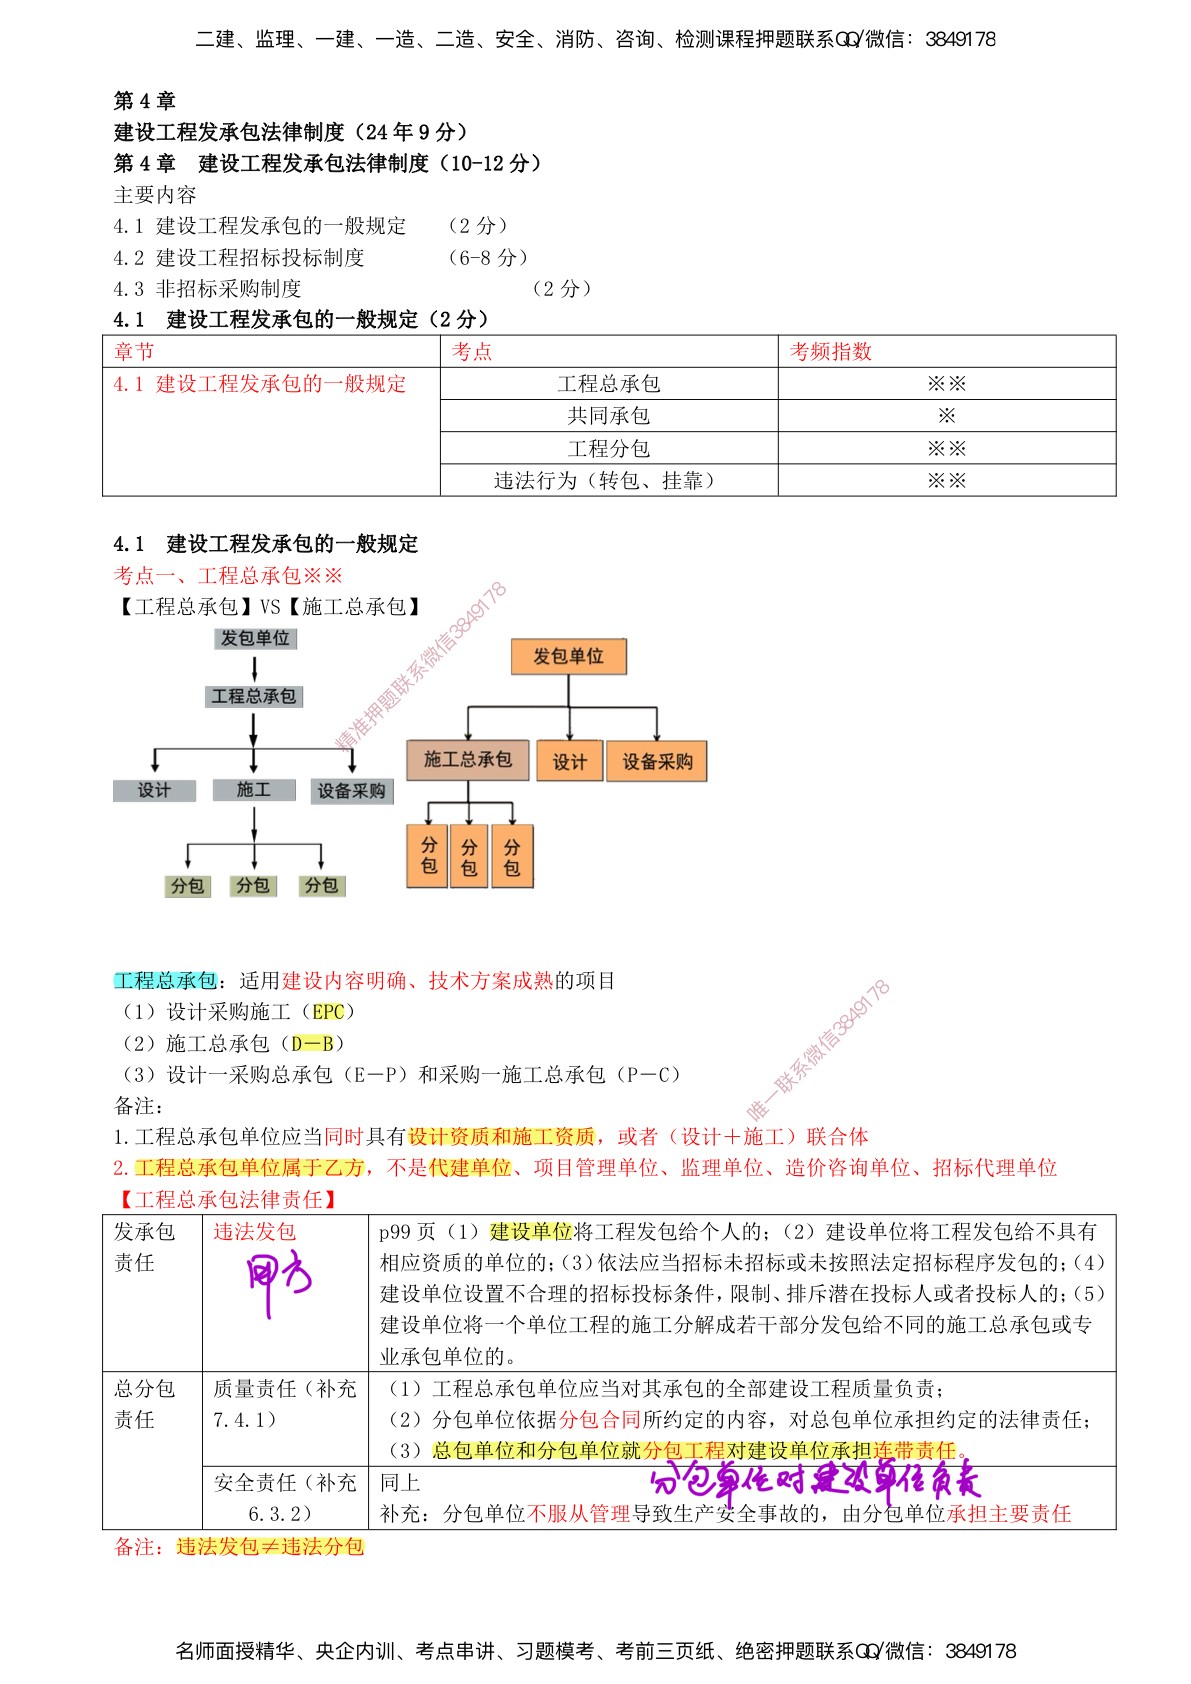 二建、监理、一建、一造、二造、安全、消防、咨询、检测课程押题联系QQ/微信：3849178
第 4 章
建设工程发承包法律制度（24 年 9 分）
第 4 章 建设工程发承包法律制度（10-12 分）
主要内容
4.1 建设工程发承包的一般规定 （2 分）
4.2 建设工程招标投标制度 （6-8 分）
4.3 非招标采购制度 （2 分）
4.1 建设工程发承包的一般规定（2 分）
章节 考点 考频指数
4.1 建设工程发承包的一般规定 工程总承包 ※※
共同承包 ※
工程分包 ※※
违法行为（转包、挂靠） ※※
4.1 建设工程发承包的一般规定
考点一、工程总承包※※
【工程总承包】VS【施工总承包】
发包单位
工程总承包
设计 施工 设备采购
分包 分包 分包
发包单位
施工总承包 设计 设备采购
分包 分包 分包
精准押题联系微信3849178
工程总承包：适用建设内容明确、技术方案成熟的项目
（1）设计采购施工（EPC）
（2）施工总承包（D－B）
（3）设计一采购总承包（E－P）和采购一施工总承包（P－C）
唯一联系微信3849178
备注：
1.工程总承包单位应当同时具有设计资质和施工资质，或者（设计＋施工）联合体
2.工程总承包单位属于乙方，不是代建单位、项目管理单位、监理单位、造价咨询单位、招标代理单位
【工程总承包法律责任】
发承包责任 违法发包 p99 页（1）建设单位将工程发包给个人的；（2）建设单位将工程发包给不具有
相应资质的单位的；（3）依法应当招标未招标或未按照法定招标程序发包的；（4）
建设单位设置不合理的招标投标条件，限制、排斥潜在投标人或者投标人的；（5）
建设单位将一个单位工程的施工分解成若干部分发包给不同的施工总承包或专
业承包单位的。
甲方
总分包责任 质量责任（补充 7.4.1） （1）工程总承包单位应当对其承包的全部建设工程质量负责；
（2）分包单位依据分包合同所约定的内容，对总包单位承担约定的法律责任；
（3）总包单位和分包单位就分包工程对建设单位承担连带责任。
分包单位对建设单位负责
安全责任（补充 6.3.2） 同上
补充：分包单位不服从管理导致生产安全事故的，由分包单位承担主要责任
备注：违法发包≠违法分包
名师面授精华、央企内训、考点串讲、习题模考、考前三页纸、绝密押题联系QQ/微信：3849178